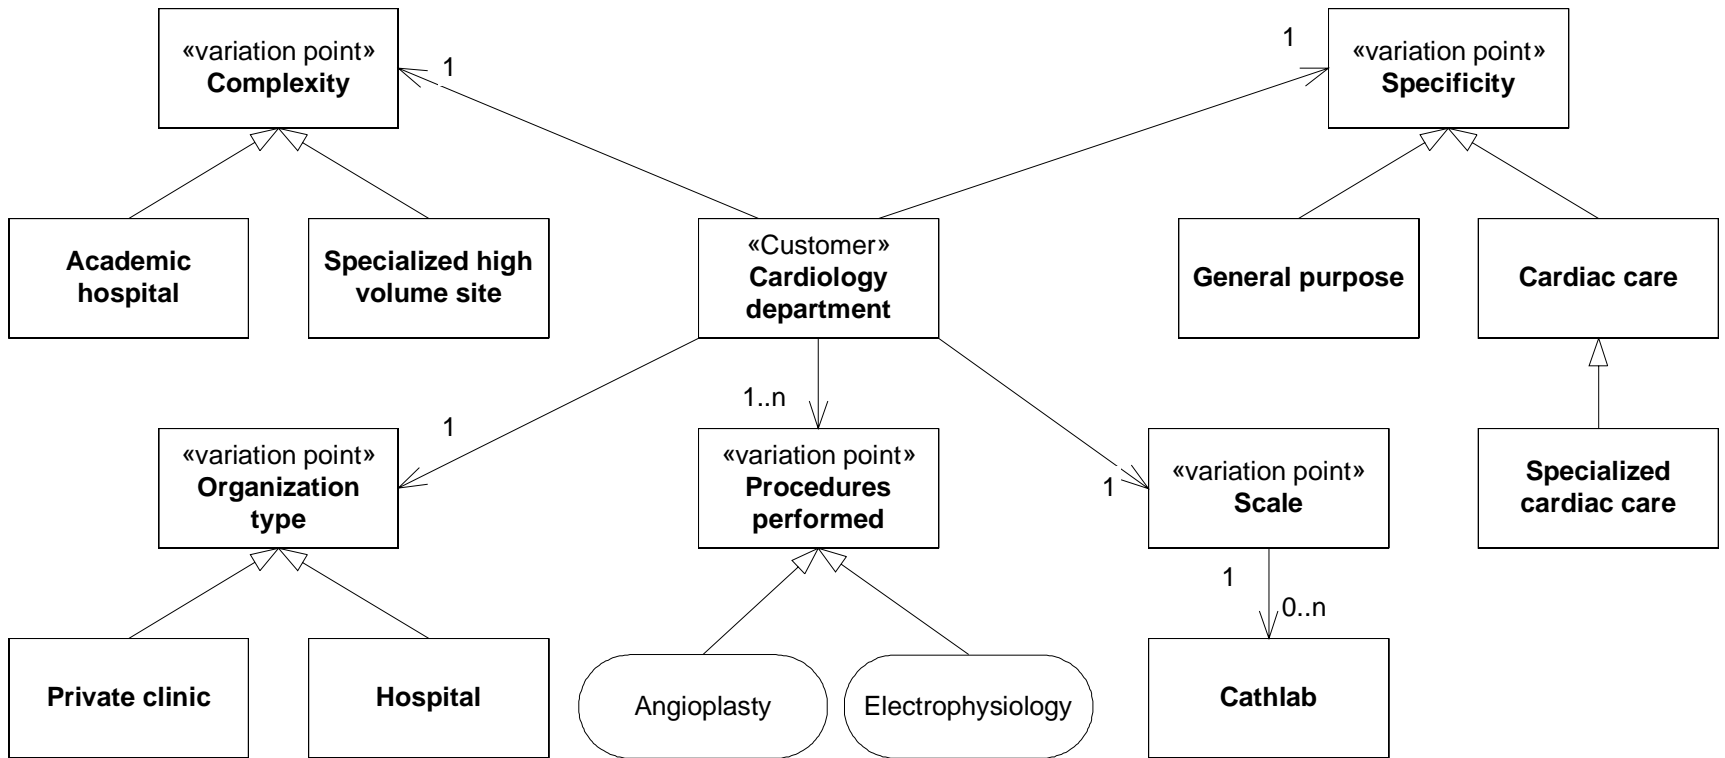 «variation point»
Complexity
1
1
«variation point»
Specificity
Academic
hospital
Specialized high
volume site
«Customer»
Cardiology
department
General purpose
Cardiac care
1
1..n
1
«variation point»
Organization
type
«variation point»
Procedures
performed
«variation point»
Scale
Specialized
cardiac care
1
0..n
Private clinic
Hospital
Angioplasty
Electrophysiology
Cathlab